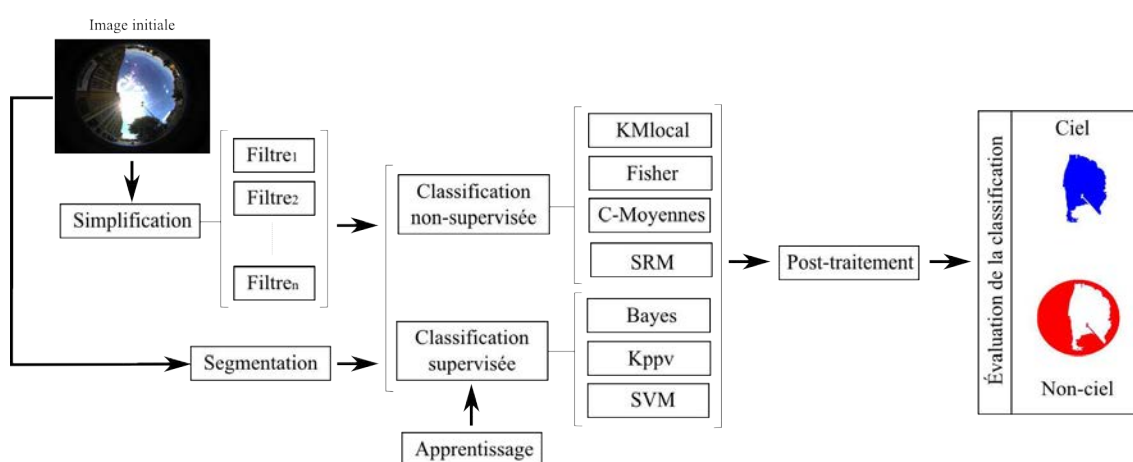 Image initiale
Simplification
Filtre1
Filtre2
Filtren
Segmentation
Classification
non-supervisée
Classification
supervisée
Apprentissage
KMlocal
Fisher
C-Moyennes
SRM
Bayes
Kppv
SVM
Post-traitement
Évaluation de la classification
Ciel
Non-ciel